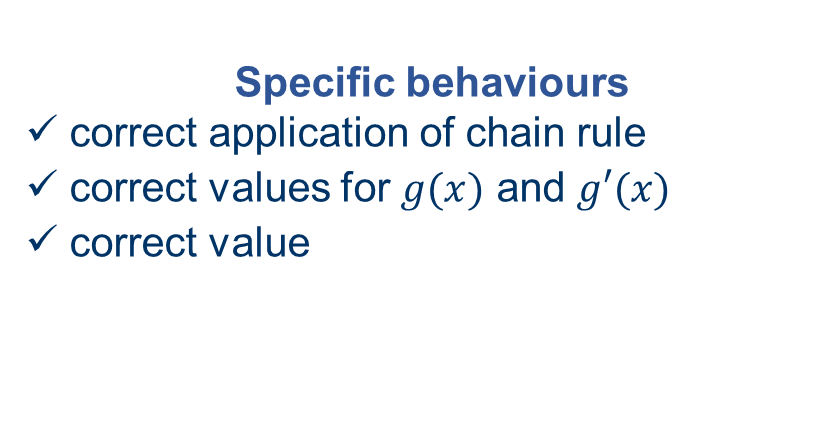 Specific behaviours
✓ correct application of chain rule
✓ correct values for g(x) and g′(x)
✓ correct value